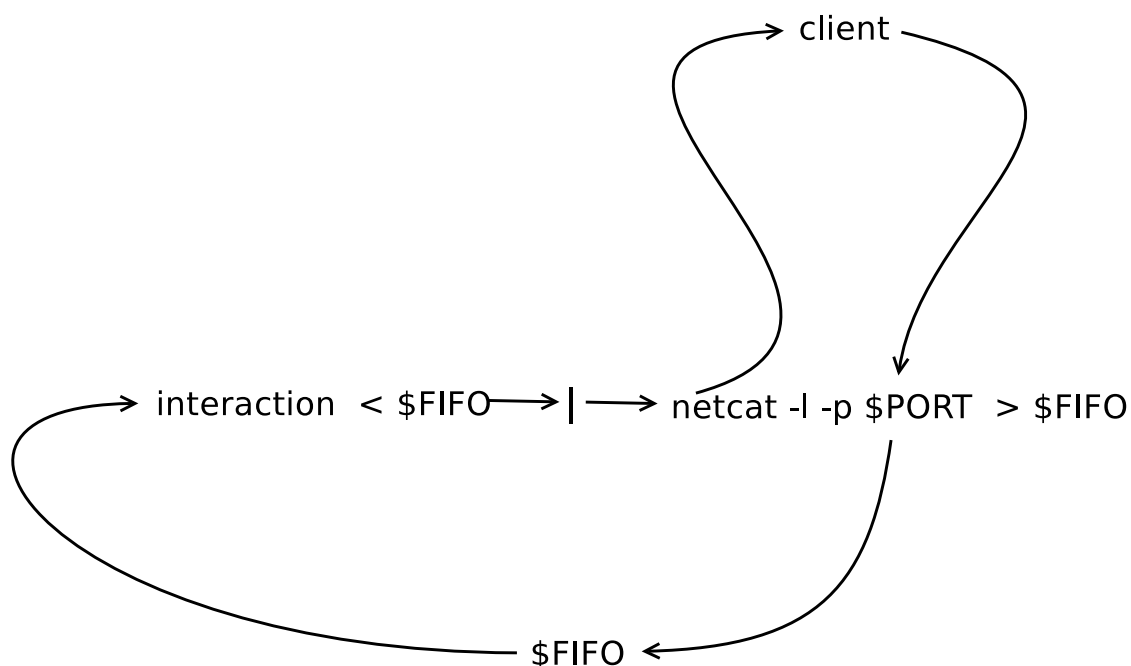 client
interaction < $FIFO | netcat -l -p $PORT > $FIFO
$FIFO